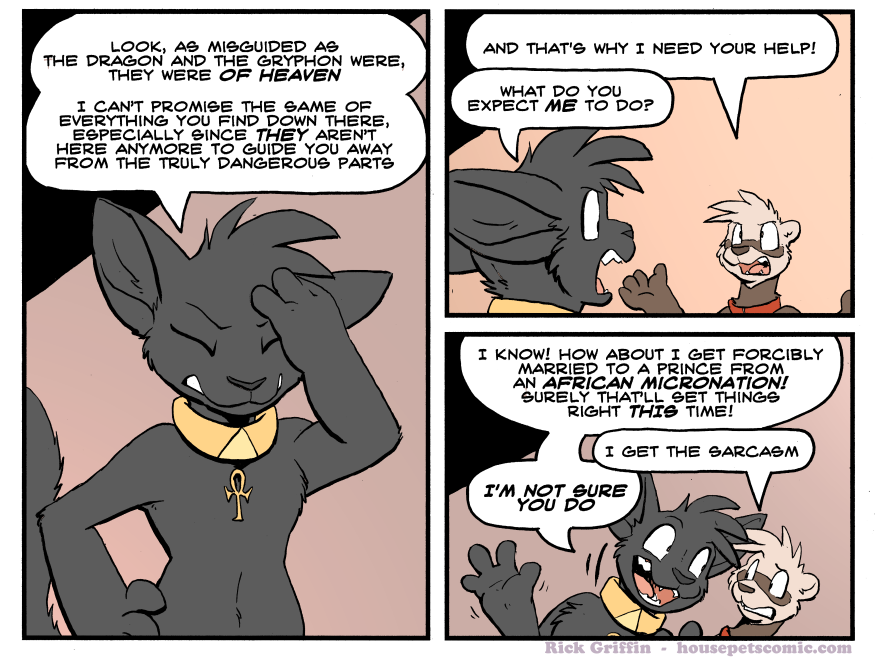 LOOK, AS MISGUIDED AS
THE DRAGON AND THE GRYPHON WERE,
THEY WERE OF HEAVEN
I CAN'T PROMISE THE SAME OF
EVERYTHING YOU FIND DOWN THERE,
ESPECIALLY SINCE THEY AREN'T
HERE ANYMORE TO GUIDE YOU AWAY
FROM THE TRULY DANGEROUS PARTS
AND THAT'S WHY I NEED YOUR HELP!
WHAT DO YOU
EXPECT ME TO DO?
I KNOW! HOW ABOUT I GET FORCIBLY
MARRIED TO A PRINCE FROM
AN AFRICAN MICRONATION!
SURELY THAT'LL SET THINGS
RIGHT THIS TIME!
I GET THE SARCASM
I'M NOT SURE
YOU DO
Rick Griffin - housepetscomic.com